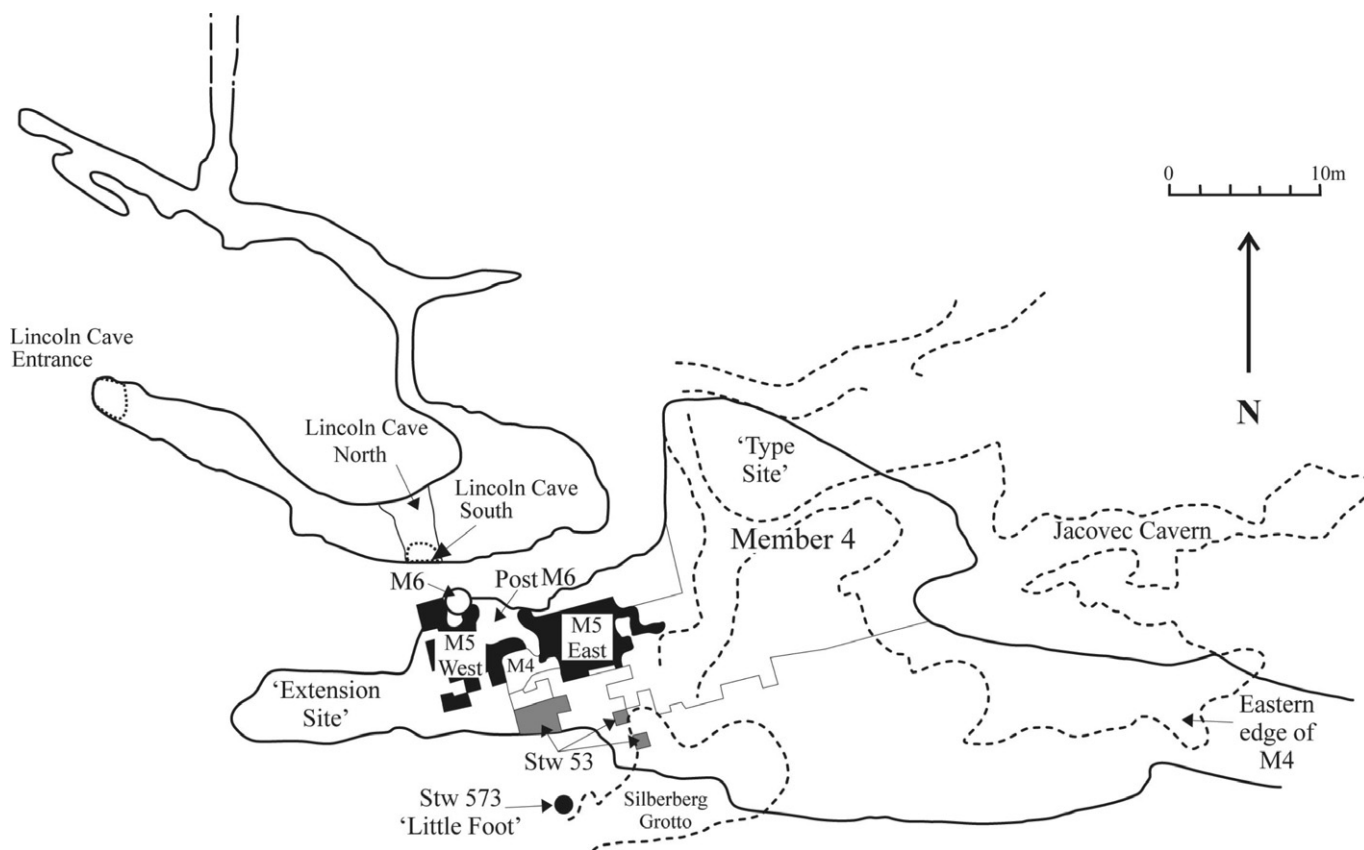 0 10m
N
Lincoln Cave
Entrance
Lincoln Cave
North
Lincoln Cave
South
'Type
Site'
Member 4
Jacovec Cavern
M6
Post M6
M5
West
M4
M5
East
'Extension
Site'
Stw 53
Eastern
edge of
M4
Stw 573
'Little Foot'
Silberberg
Grotto